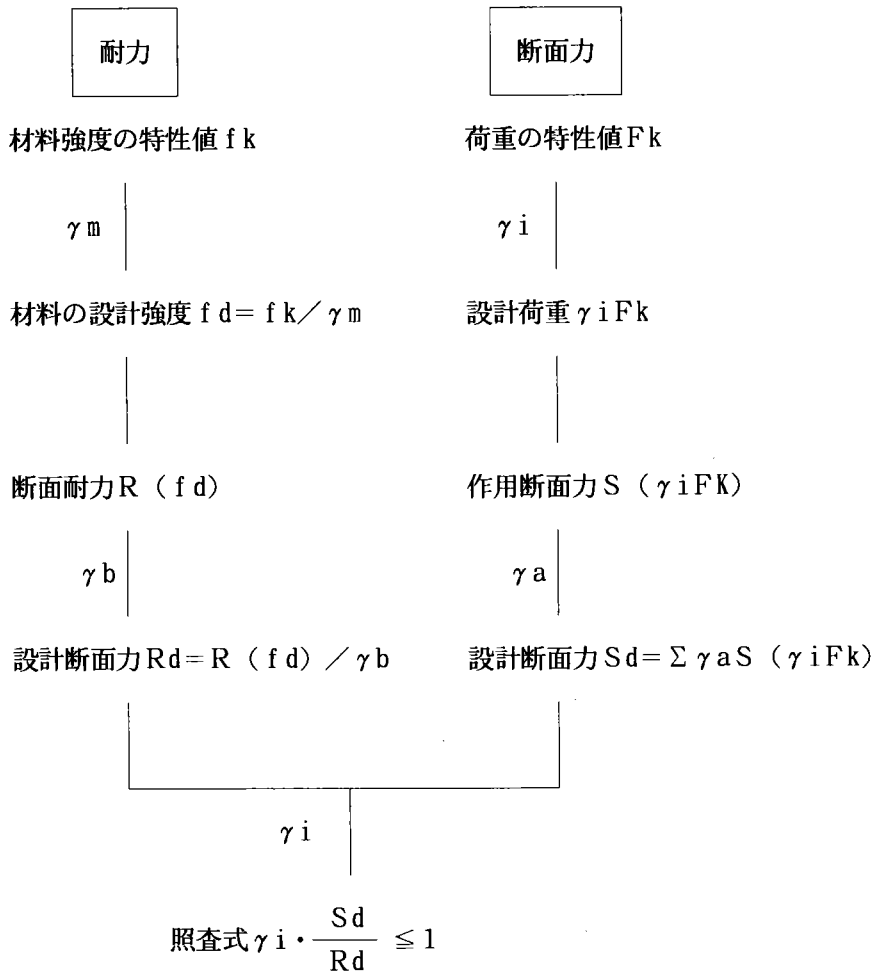 耐力
断面力
材料強度の特性値fk
荷重の特性値Fk
γm
γi
材料の設計強度fd=fk/γm
設計荷重γiFk
断面耐力R(fd)
作用断面力S(γiFK)
γb
γa
設計断面力Rd=R(fd)/γb
設計断面力Sd=ΣγaS(γiFk)
γi
照査式γi・Sd/Rd≦1